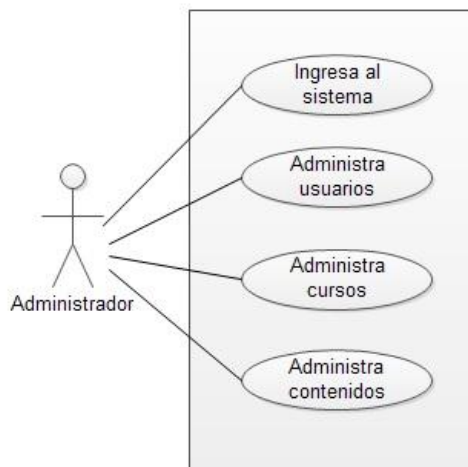 Ingresa al
sistema
Administra
usuarios
Administra
cursos
Administrador
Administra
contenidos